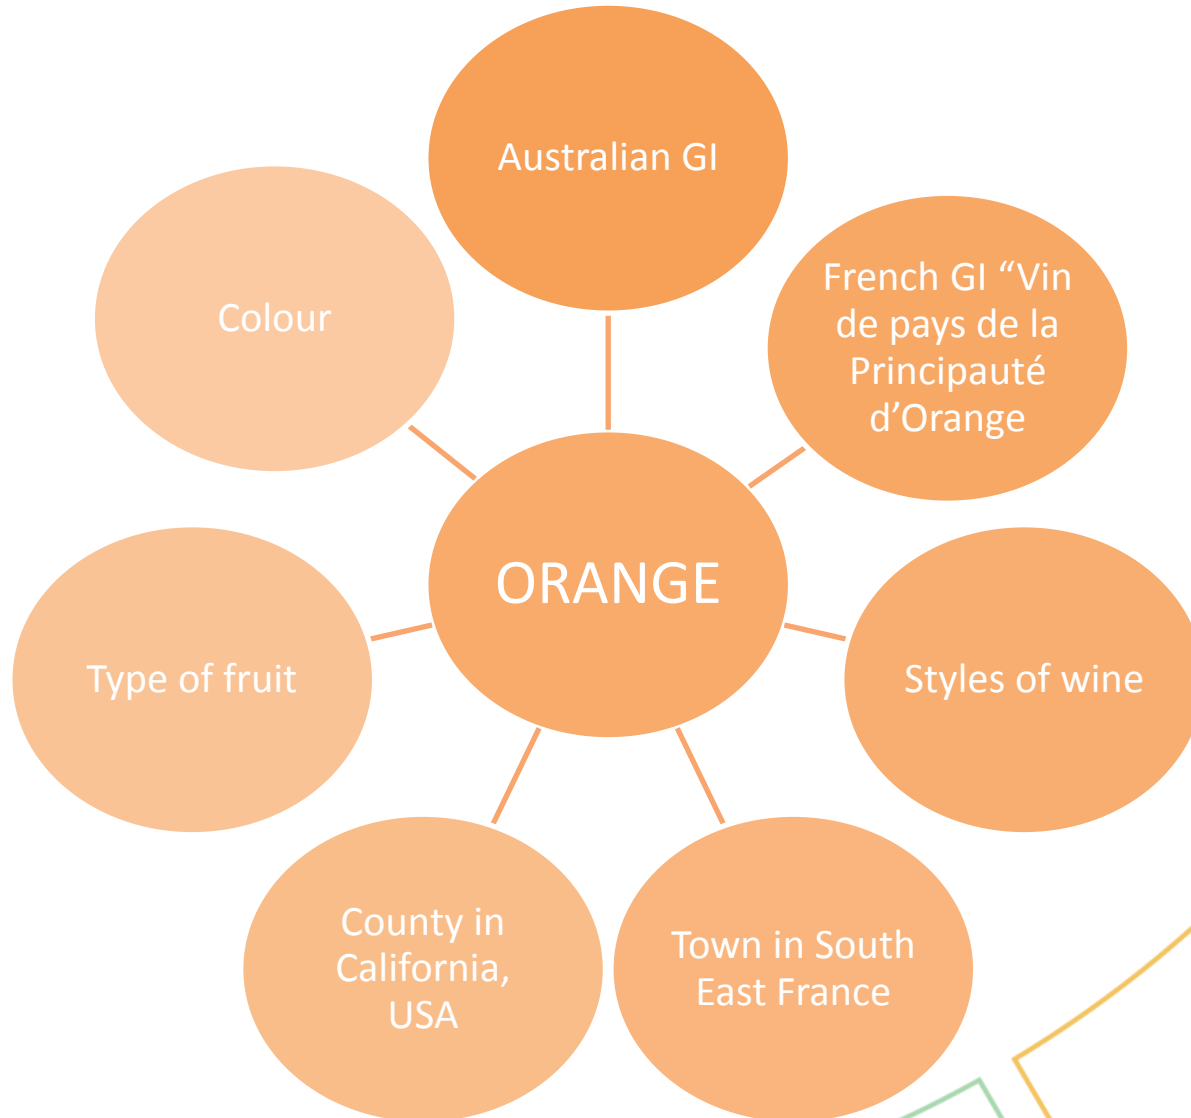 Australian GI
French GI “Vin
de pays de la
Principauté
d’Orange
Colour
ORANGE
Type of fruit
Styles of wine
County in
California,
USA
Town in South
East France